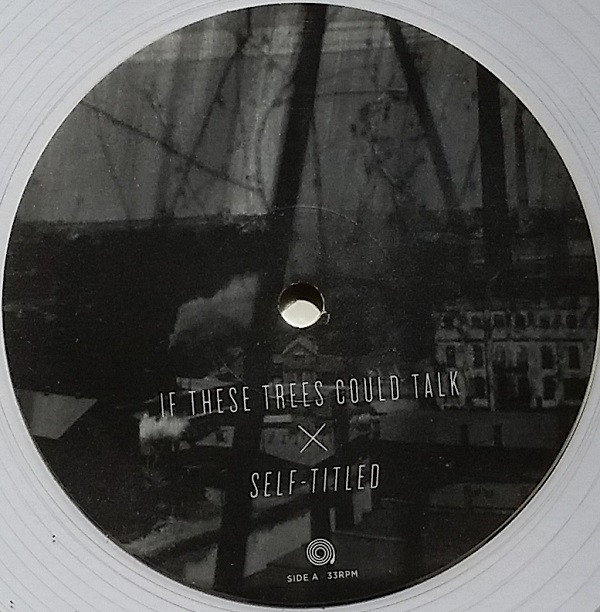 IF THESE TREES COULD TALK
SELF-TITLED
SIDE A 33RPM